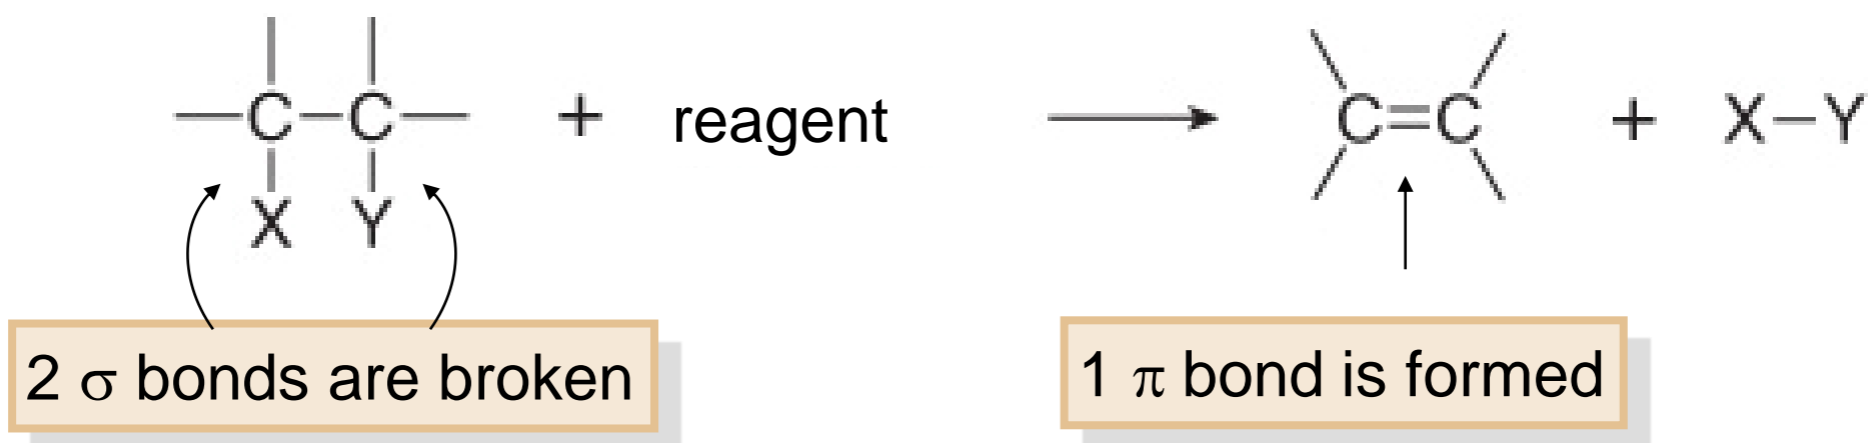 C C + reagent C=C + X–Y
X Y
2 σ bonds are broken
1 π bond is formed